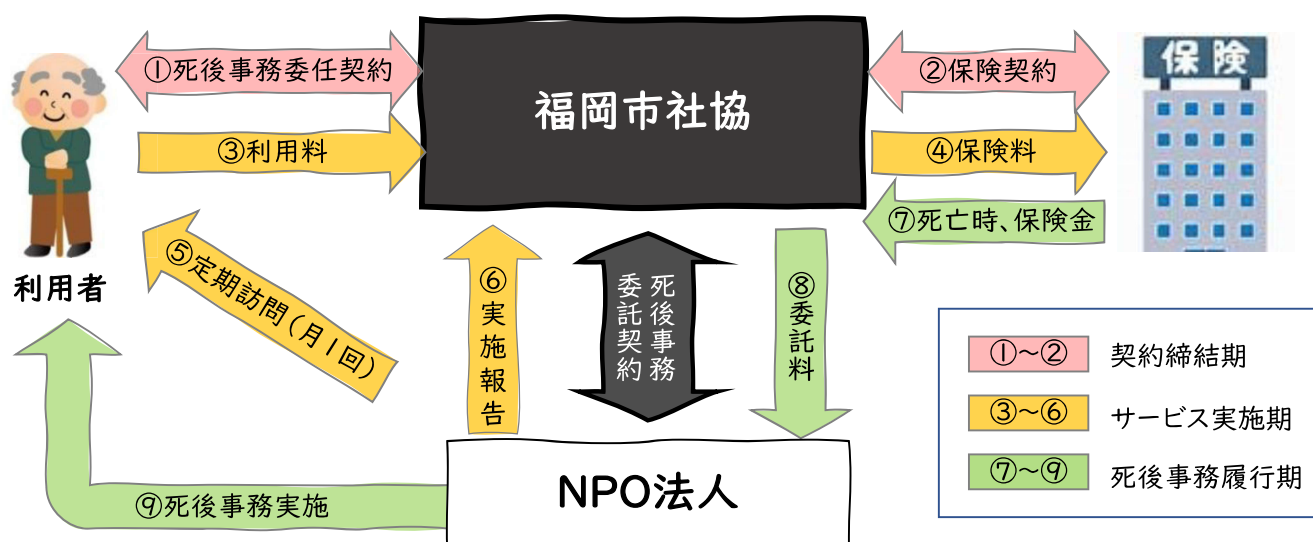 ①死後事務委任契約
福岡市社協
②保険契約
保険
③利用料
④保険料
⑦死亡時、保険金
利用者
⑤定期訪問(月1回)
⑥実施報告
死後事務
委託契約
⑧委託料
①～② 契約締結期
③～⑥ サービス実施期
⑦～⑨ 死後事務履行期
⑨死後事務実施
NPO法人